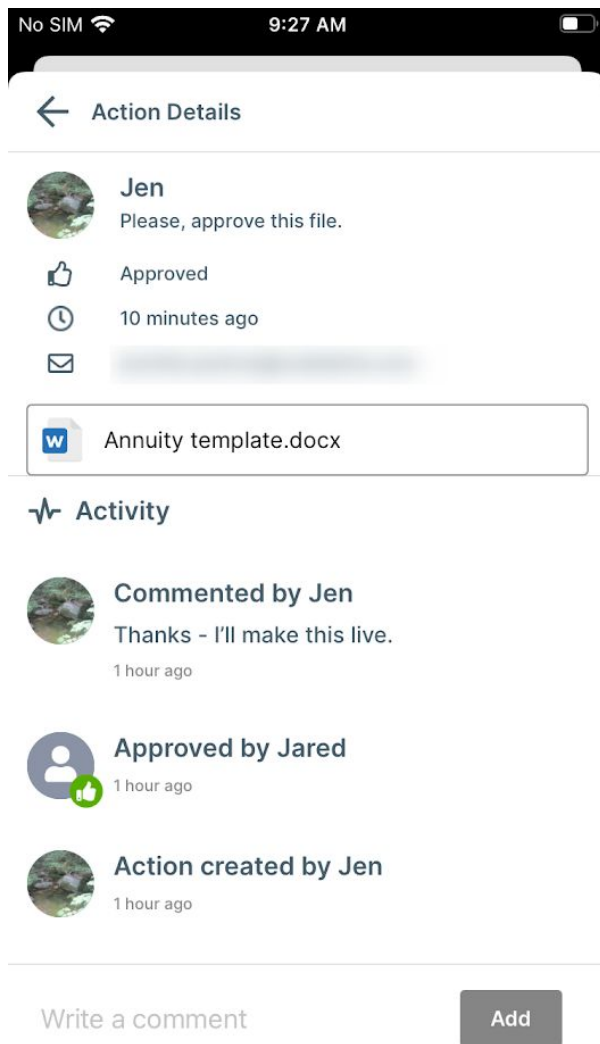 No SIM 9:27 AM
Action Details
Jen
Please, approve this file.
Approved
10 minutes ago
W Annuity template.docx
Activity
Commented by Jen
Thanks - I'll make this live.
1 hour ago
Approved by Jared
1 hour ago
Action created by Jen
1 hour ago
Write a comment Add